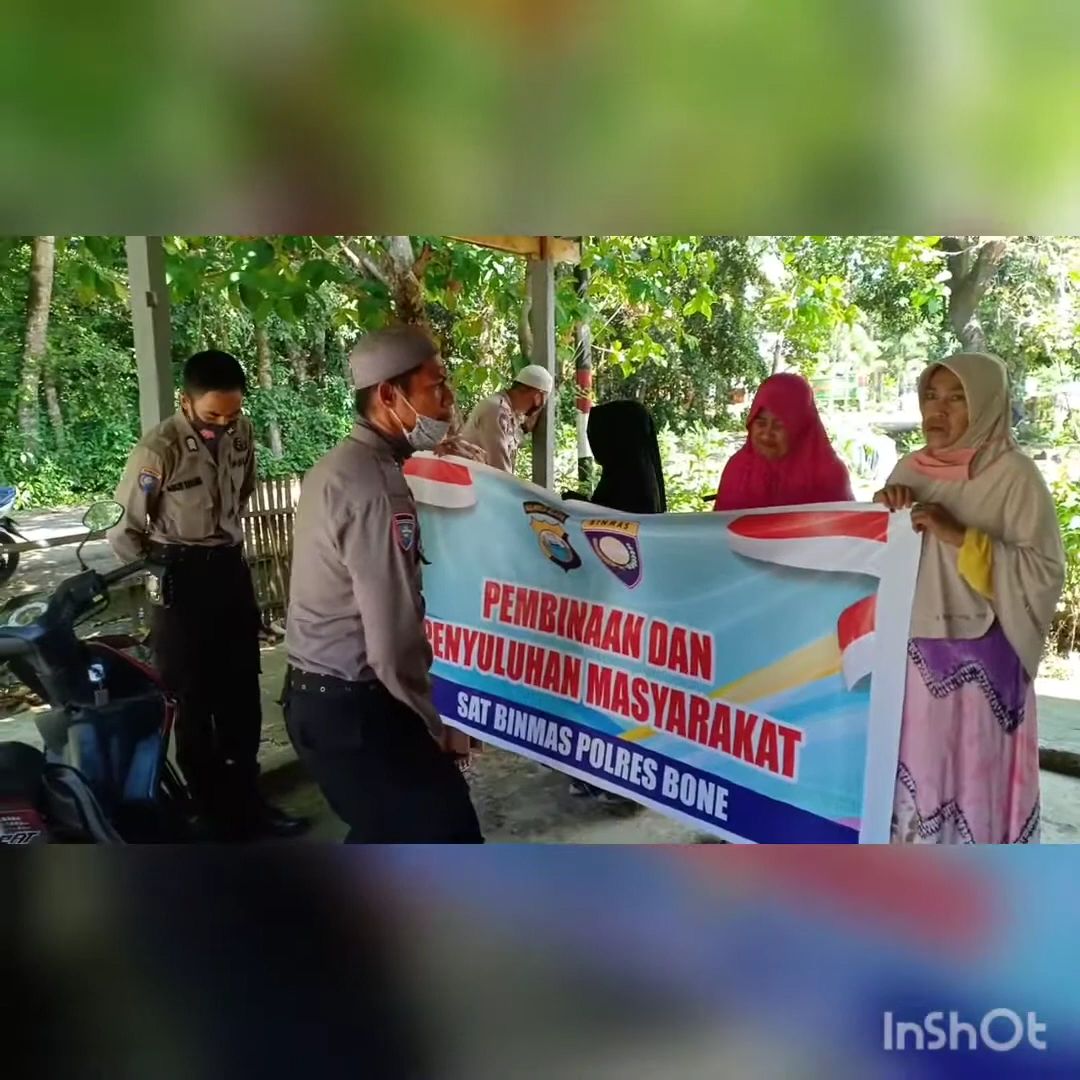 BINMAS
PEMBINAAN DAN
PENYULUHAN MASYARAKAT
SAT BINMAS POLRES BONE
InShOt